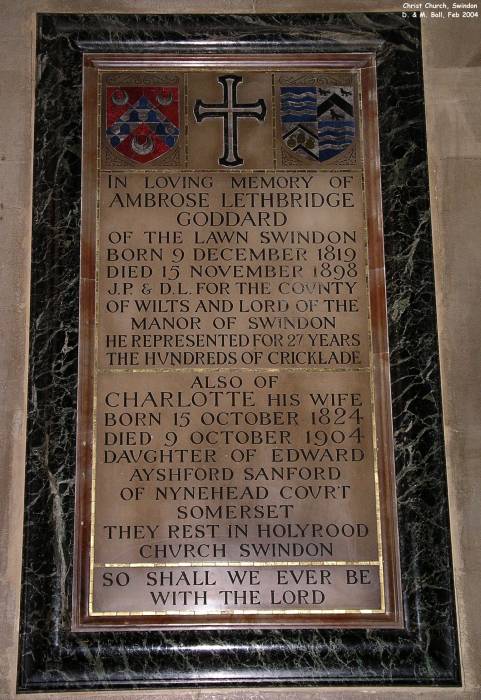 Christ Church, Swindon
D. & M. Ball, Feb 2004
IN LOVING MEMORY OF
AMBROSE LETHBRIDGE
GODDARD
OF THE LAWN SWINDON
BORN 9 DECEMBER 1819
DIED 15 NOVEMBER 1898
J.P. & D.L. FOR THE COUNTY
OF WILTS AND LORD OF THE
MANOR OF SWINDON
HE REPRESENTED FOR 27 YEARS
THE HUNDREDS OF CRICKLADE
ALSO OF
CHARLOTTE HIS WIFE
BORN 15 OCTOBER 1824
DIED 9 OCTOBER 1904
DAUGHTER OF EDWARD
AYSHFORD SANFORD
OF NYNEHEAD COURT
SOMERSET
THEY REST IN HOLYROOD
CHURCH SWINDON
SO SHALL WE EVER BE
WITH THE LORD